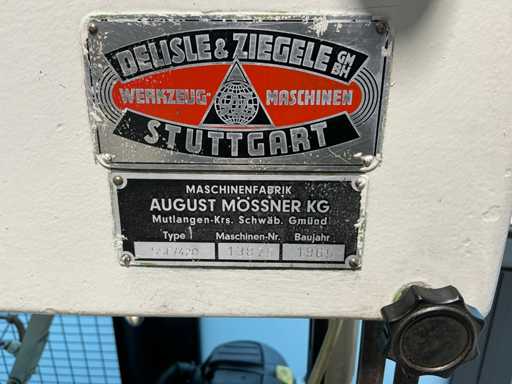 DELISLE & ZIEGELE GMBH
WERKZEUG- MASCHINEN
STUTTGART
MASCHINENFABRIK
AUGUST MÖSSNER KG
Mutlangen-Krs. Schwäb. Gmünd
Type Maschinen-Nr. Baujahr